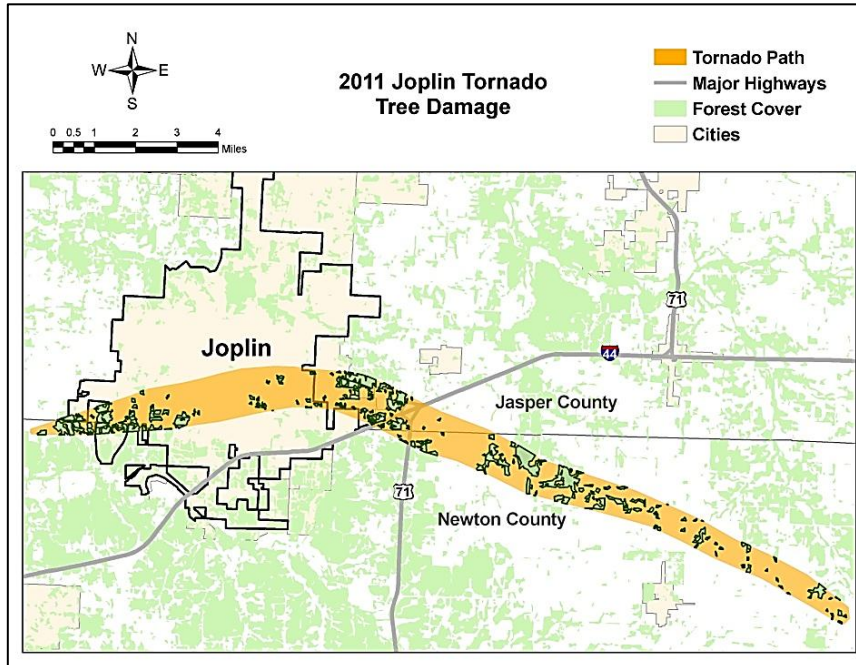 N
W E
S
0 0.5 1 2 3 4
Miles
2011 Joplin Tornado
Tree Damage
Tornado Path
Major Highways
Forest Cover
Cities
71
Joplin
44
Jasper County
71
Newton County